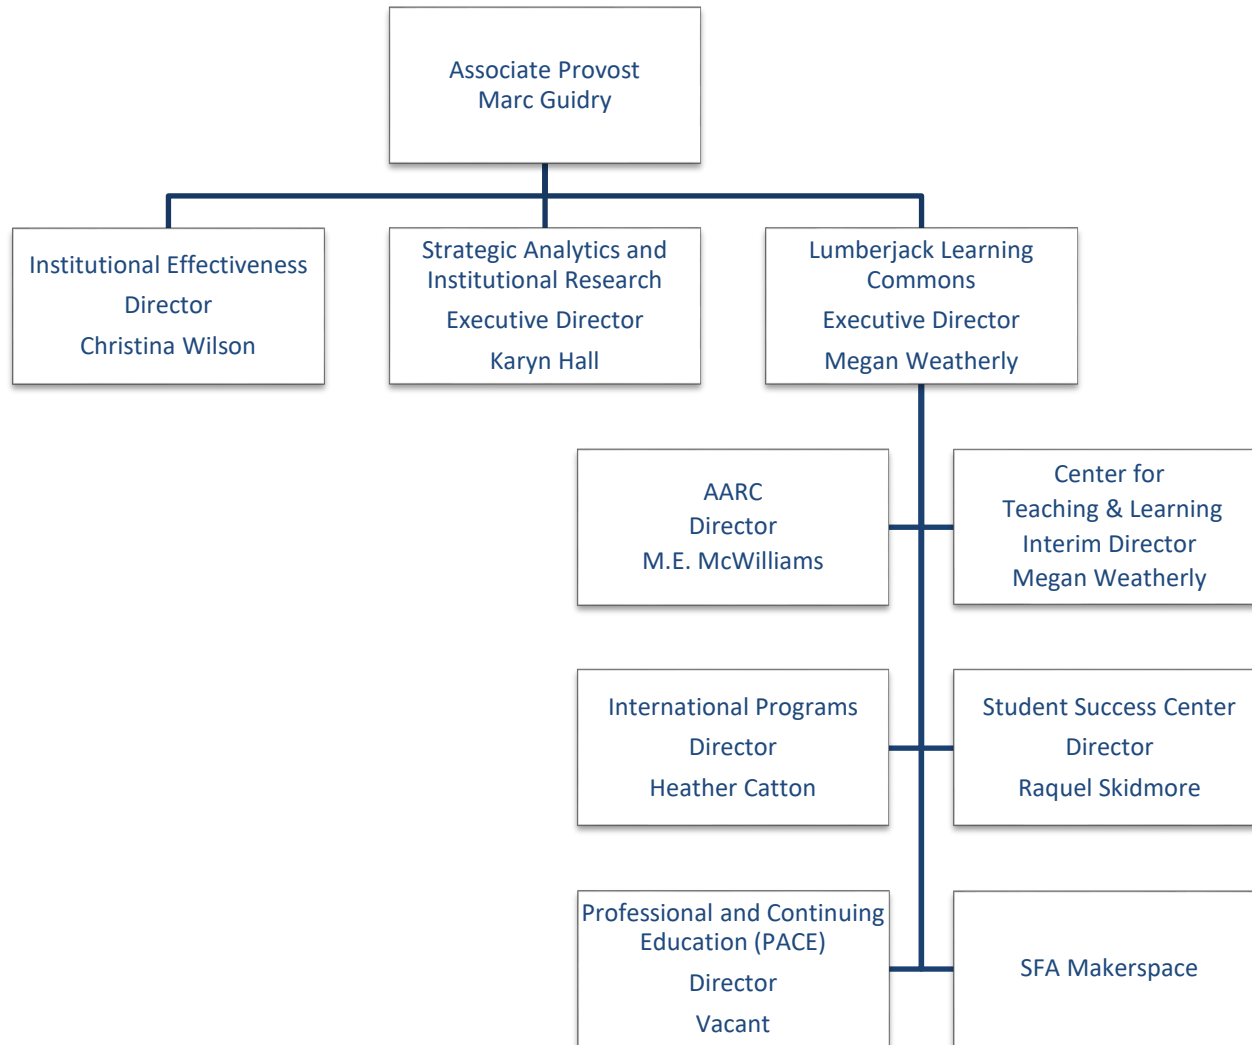 Associate Provost
Marc Guidry
Institutional Effectiveness
Director
Christina Wilson
Strategic Analytics and
Institutional Research
Executive Director
Karyn Hall
Lumberjack Learning
Commons
Executive Director
Megan Weatherly
AARC
Director
M.E. McWilliams
Center for
Teaching & Learning
Interim Director
Megan Weatherly
International Programs
Director
Heather Catton
Student Success Center
Director
Raquel Skidmore
Professional and Continuing
Education (PACE)
Director
Vacant
SFA Makerspace